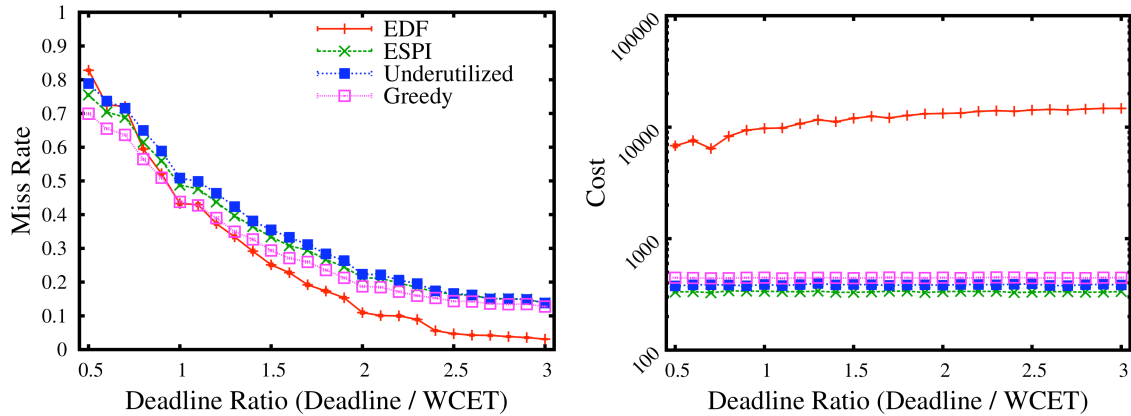 1
0.9
0.8
0.7
0.6
0.5
0.4
0.3
0.2
0.1
0
Miss Rate
EDF
ESPI
Underutilized
Greedy
0.5 1 1.5 2 2.5 3
Deadline Ratio (Deadline / WCET)
100000
10000
1000
100
Cost
0.5 1 1.5 2 2.5 3
Deadline Ratio (Deadline / WCET)